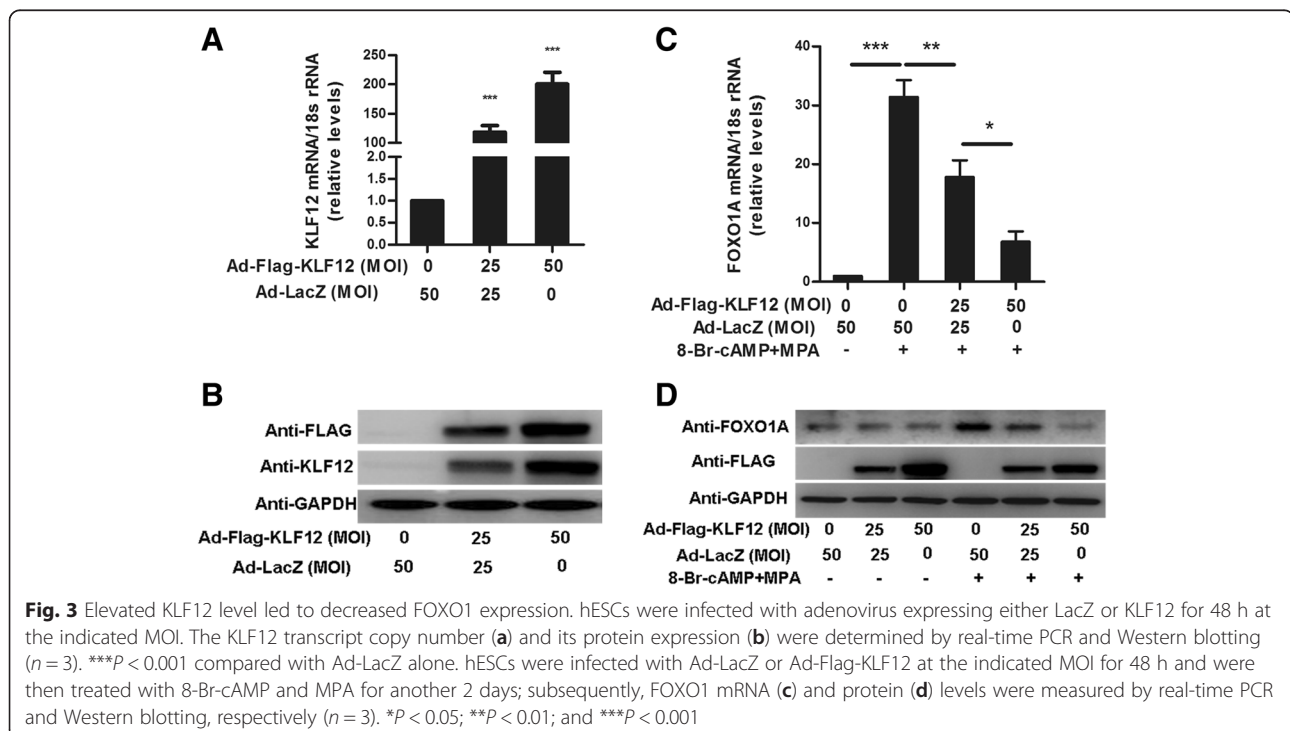 A
KLF12 mRNA/18s rRNA
(relative levels)
250
200
150
100
2.0
1.5
1.0
0.5
0.0
***
***
Ad-Flag-KLF12 (MOI) 0 25 50
Ad-LacZ (MOI) 50 25 0
C
FOXO1A mRNA/18s rRNA
(relative levels)
40
30
20
10
0
*** **
*
Ad-Flag-KLF12 (MOI) 0 0 25 50
Ad-LacZ (MOI) 50 50 25 0
8-Br-cAMP+MPA - + + +
B
Anti-FLAG
Anti-KLF12
Anti-GAPDH
Ad-Flag-KLF12 (MOI) 0 25 50
Ad-LacZ (MOI) 50 25 0
D
Anti-FOXO1A
Anti-FLAG
Anti-GAPDH
Ad-Flag-KLF12 (MOI) 0 25 50 0 25 50
Ad-LacZ (MOI) 50 25 0 50 25 0
8-Br-cAMP+MPA - - - + + +
Fig. 3 Elevated KLF12 level led to decreased FOXO1 expression. hESCs were infected with adenovirus expressing either LacZ or KLF12 for 48 h at
the indicated MOI. The KLF12 transcript copy number (a) and its protein expression (b) were determined by real-time PCR and Western blotting
(n = 3). ***P < 0.001 compared with Ad-LacZ alone. hESCs were infected with Ad-LacZ or Ad-Flag-KLF12 at the indicated MOI for 48 h and were
then treated with 8-Br-cAMP and MPA for another 2 days; subsequently, FOXO1 mRNA (c) and protein (d) levels were measured by real-time PCR
and Western blotting, respectively (n = 3). *P < 0.05; **P < 0.01; and ***P < 0.001